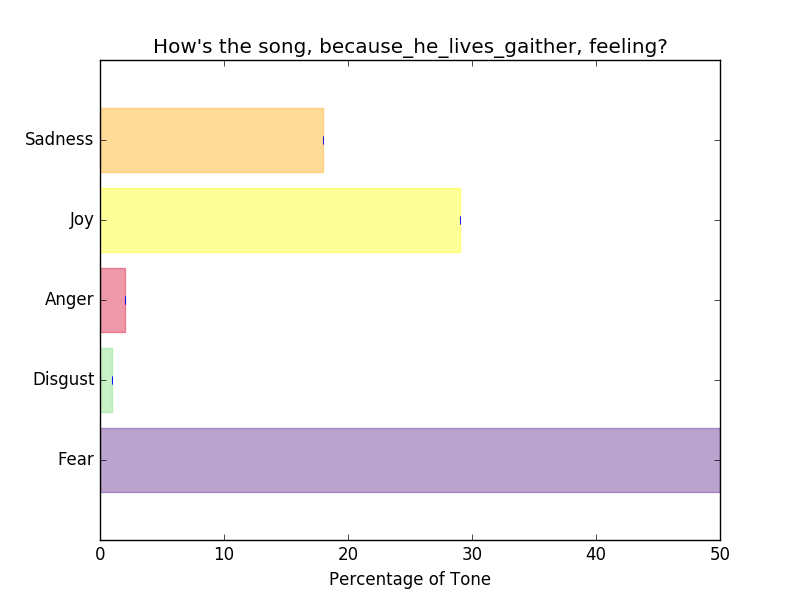 How's the song, because_he_lives_gaither, feeling?
Sadness
Joy
Anger
Disgust
Fear
0 10 20 30 40 50
Percentage of Tone